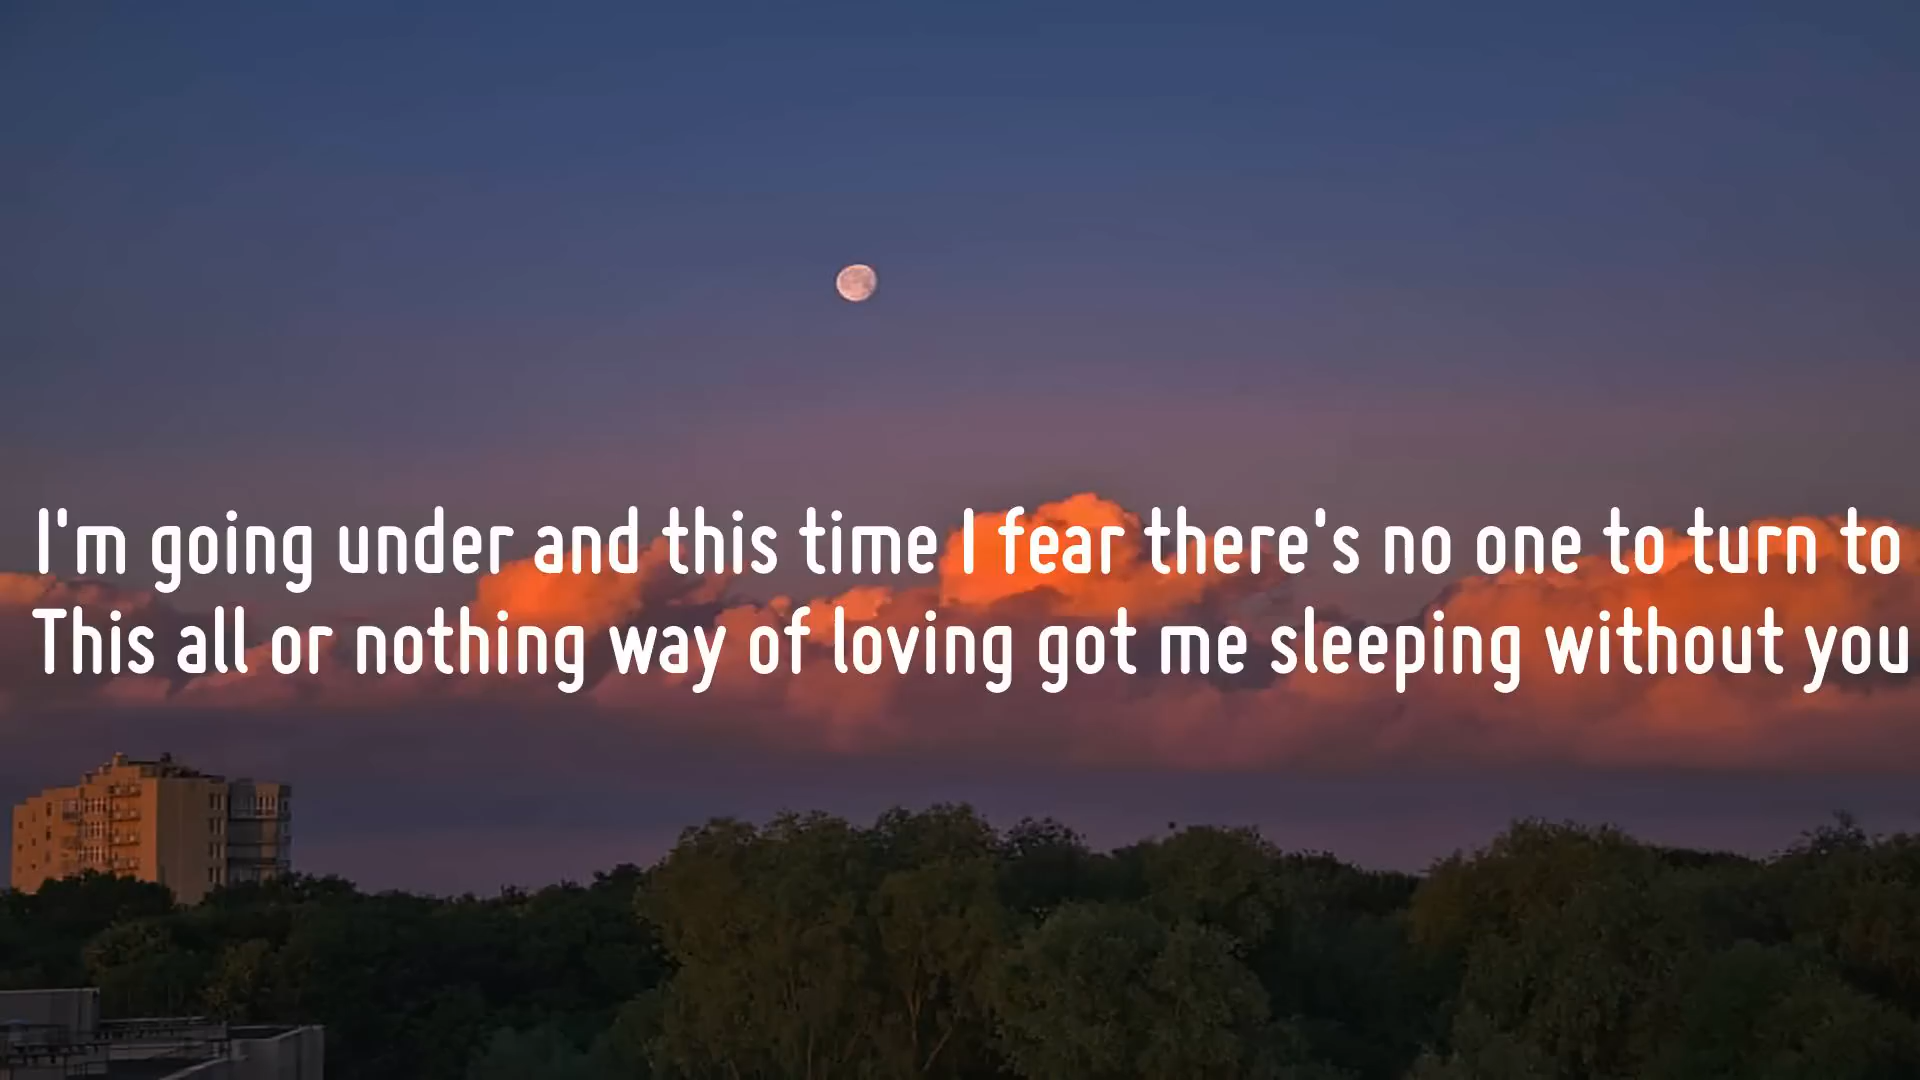 I'm going under and this time I fear there's no one to turn to
This all or nothing way of loving got me sleeping without you